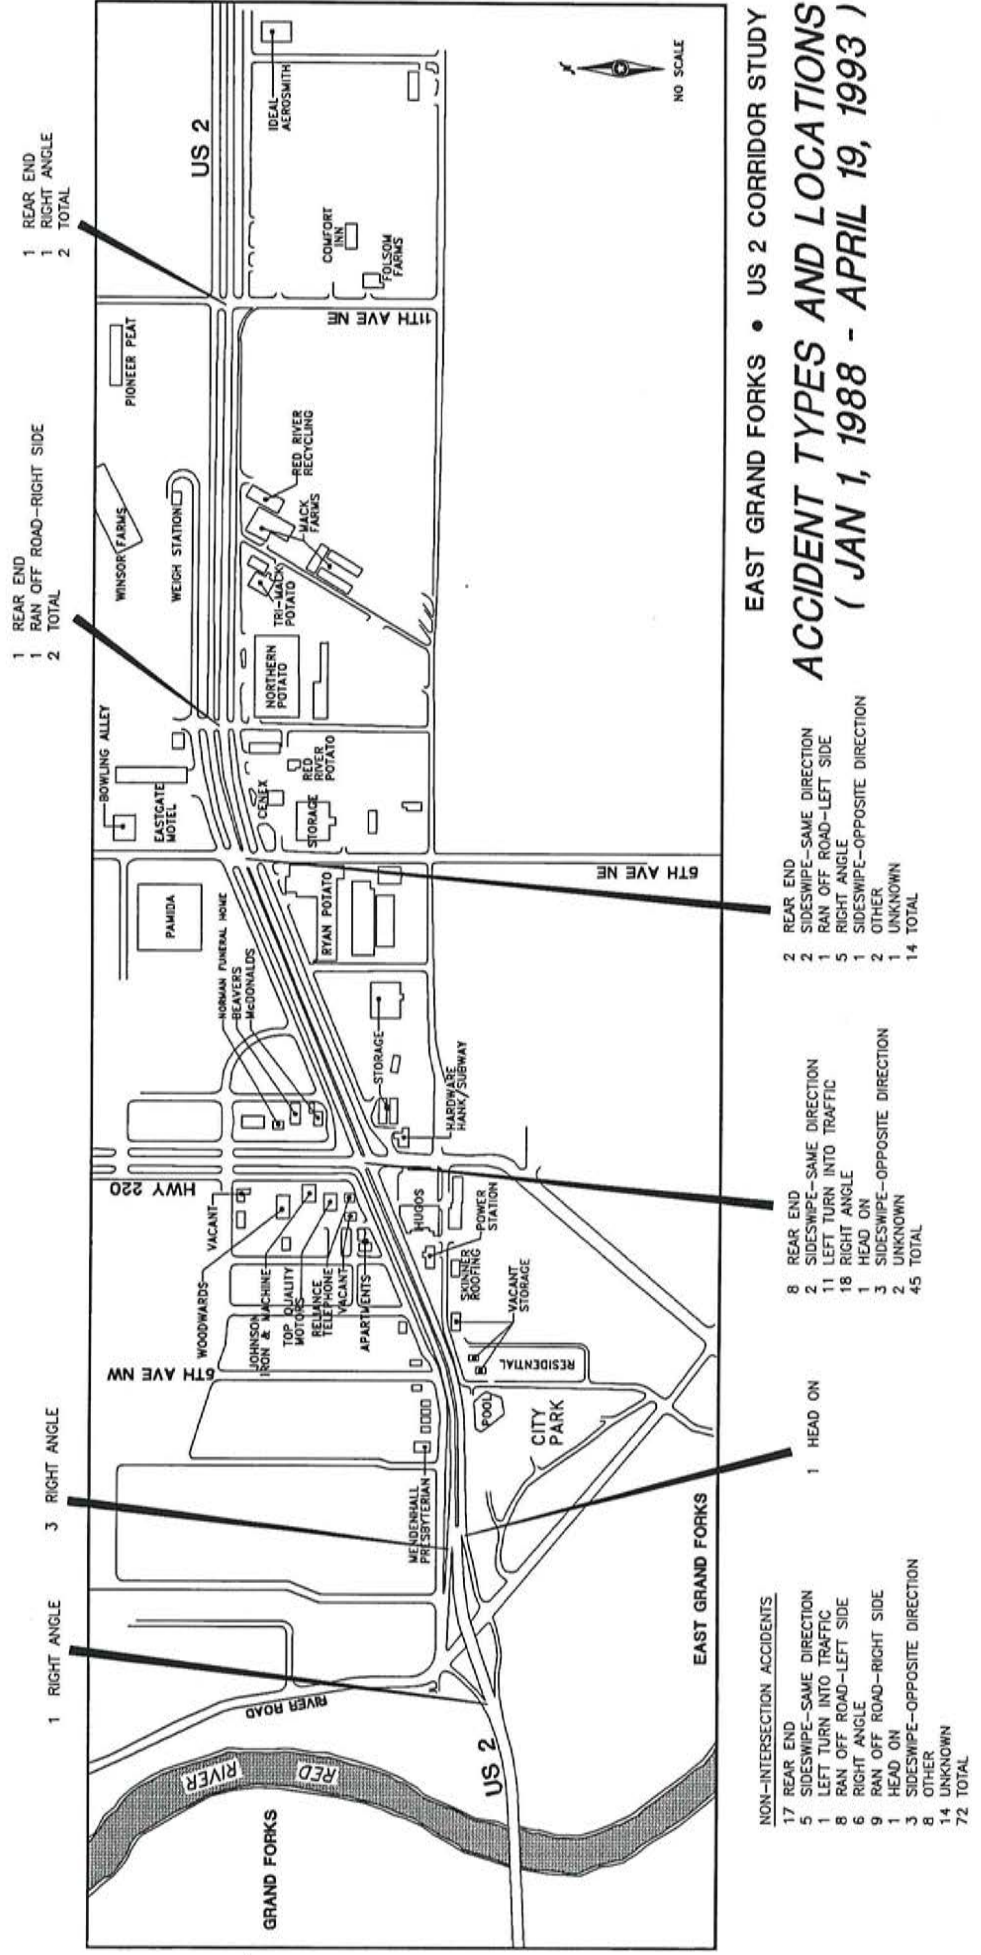 1 RIGHT ANGLE
3 RIGHT ANGLE
1 REAR END
1 RAN OFF ROAD-RIGHT SIDE
2 TOTAL
1 REAR END
1 RIGHT ANGLE
2 TOTAL
GRAND FORKS
RED
RIVER
US 2
RIVER ROAD
EAST GRAND FORKS
MENDENHALL
PRESBYTERIAN
CITY
PARK
POOL
RESIDENTIAL
5TH AVE NW
WOODWARDS
JOHNSON
IRON & MACHINE
TOP QUALITY
MOTORS
RELIANCE
TELEPHONE
VACANT
APARTMENTS
VACANT
HWY 220
VACANT
STORAGE
SKINNER
ROOFING
POWER
STATION
HUGOS
HARDWARE
HANK/SUBWAY
STORAGE
NORMAN FUNERAL HOME
BEAVERS
McDONALDS
PAMIDA
RYAN POTATO
6TH AVE NE
BOWLING ALLEY
EASTGATE
MOTEL
CENEX
STORAGE
RED
RIVER
POTATO
NORTHERN
POTATO
TRI-MACK
POTATO
MACK
FARMS
RED RIVER
RECYCLING
WEIGH STATION
WINSOR FARMS
PIONEER PEAT
11TH AVE NE
COMFORT
INN
FOLSOM
FARMS
US 2
IDEAL
AEROSMITH
NO SCALE
NON-INTERSECTION ACCIDENTS
17 REAR END
5 SIDESWIPE-SAME DIRECTION
1 LEFT TURN INTO TRAFFIC
8 RAN OFF ROAD-LEFT SIDE
6 RIGHT ANGLE
9 RAN OFF ROAD-RIGHT SIDE
1 HEAD ON
3 SIDESWIPE-OPPOSITE DIRECTION
8 OTHER
14 UNKNOWN
72 TOTAL
1 HEAD ON
8 REAR END
2 SIDESWIPE-SAME DIRECTION
11 LEFT TURN INTO TRAFFIC
18 RIGHT ANGLE
1 HEAD ON
3 SIDESWIPE-OPPOSITE DIRECTION
2 UNKNOWN
45 TOTAL
2 REAR END
2 SIDESWIPE-SAME DIRECTION
1 RAN OFF ROAD-LEFT SIDE
5 RIGHT ANGLE
1 SIDESWIPE-OPPOSITE DIRECTION
2 OTHER
1 UNKNOWN
14 TOTAL
EAST GRAND FORKS • US 2 CORRIDOR STUDY
ACCIDENT TYPES AND LOCATIONS
( JAN 1, 1988 - APRIL 19, 1993 )